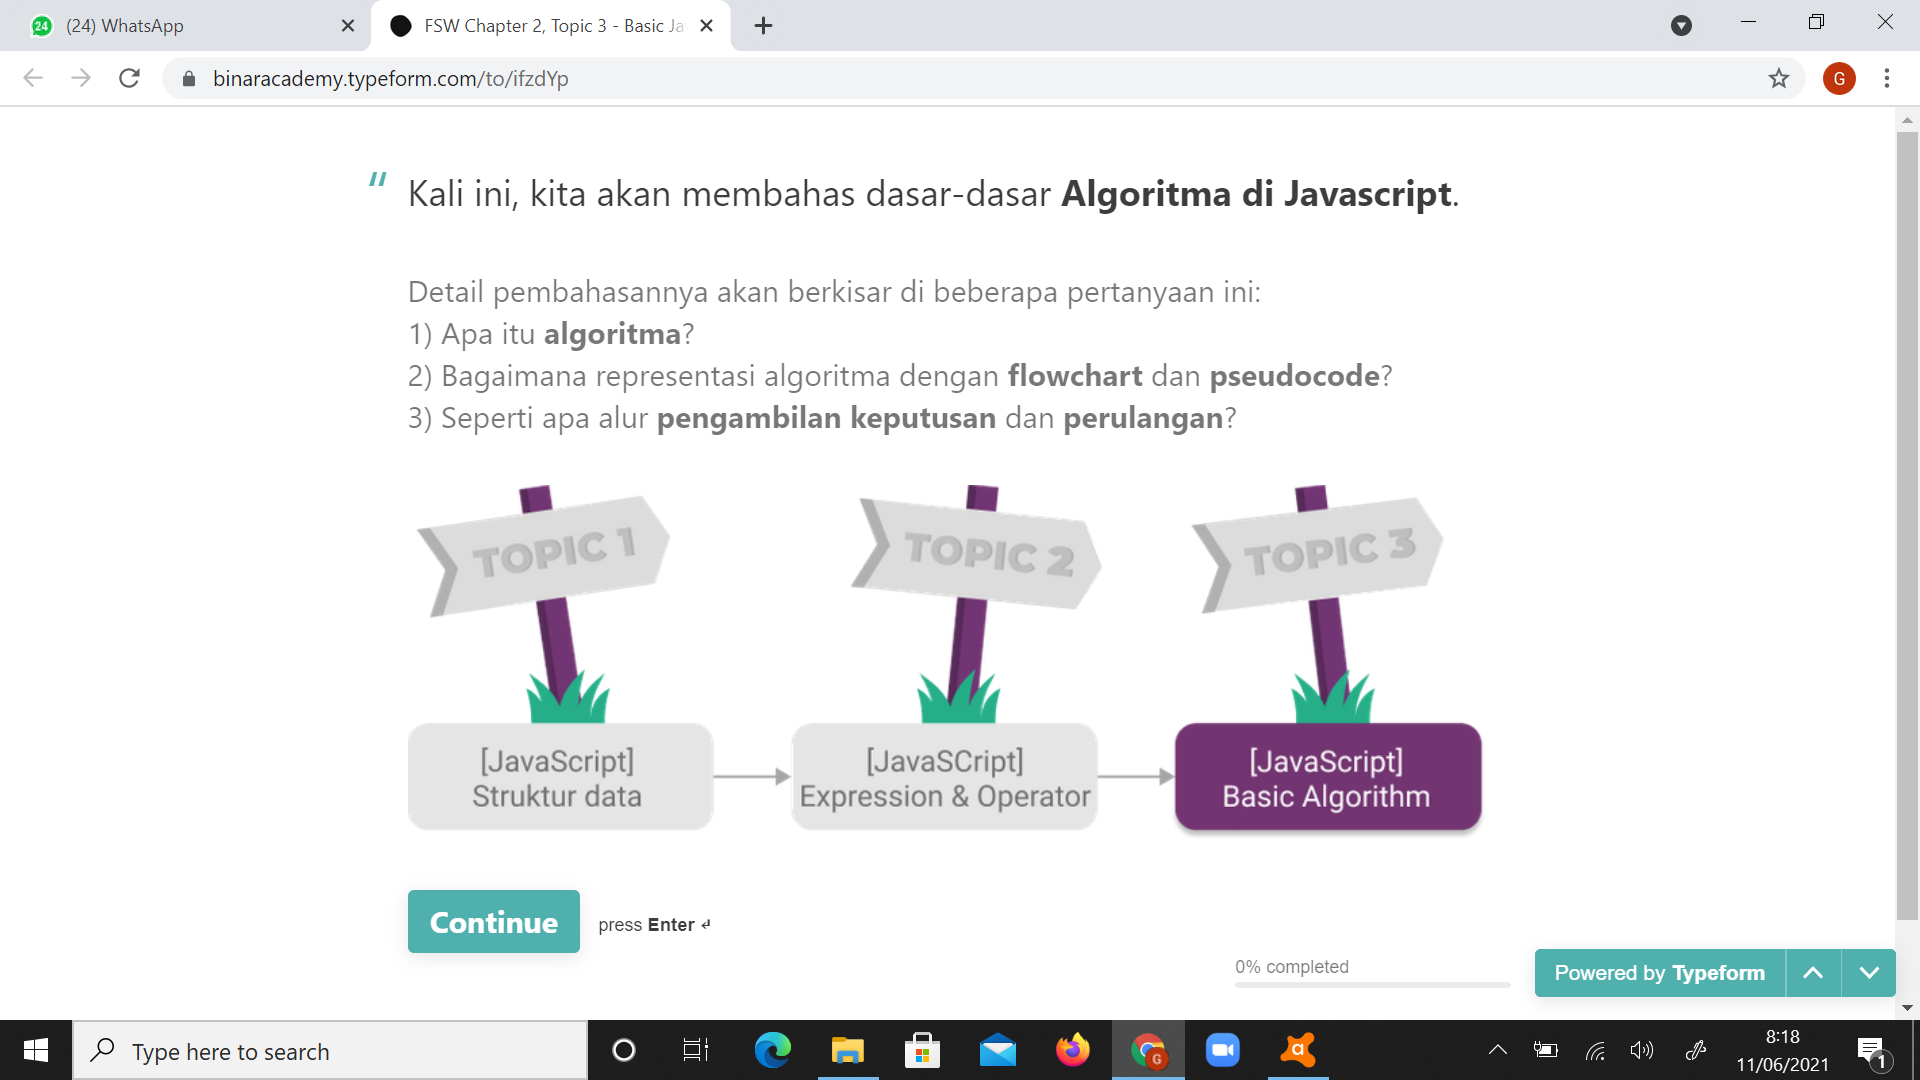 24
(24) WhatsApp
FSW Chapter 2, Topic 3 - Basic Ja
binaracademy.typeform.com/to/ifzdYp
G
"
Kali ini, kita akan membahas dasar-dasar Algoritma di Javascript.
Detail pembahasannya akan berkisar di beberapa pertanyaan ini:
1) Apa itu algoritma?
2) Bagaimana representasi algoritma dengan flowchart dan pseudocode?
3) Seperti apa alur pengambilan keputusan dan perulangan?
TOPIC 1
TOPIC 2
TOPIC 3
[JavaScript]
Struktur data
[JavaSCript]
Expression & Operator
[JavaScript]
Basic Algorithm
Continue
press Enter ↵
0% completed
Powered by Typeform
Type here to search
G
a
8:18
11/06/2021
1